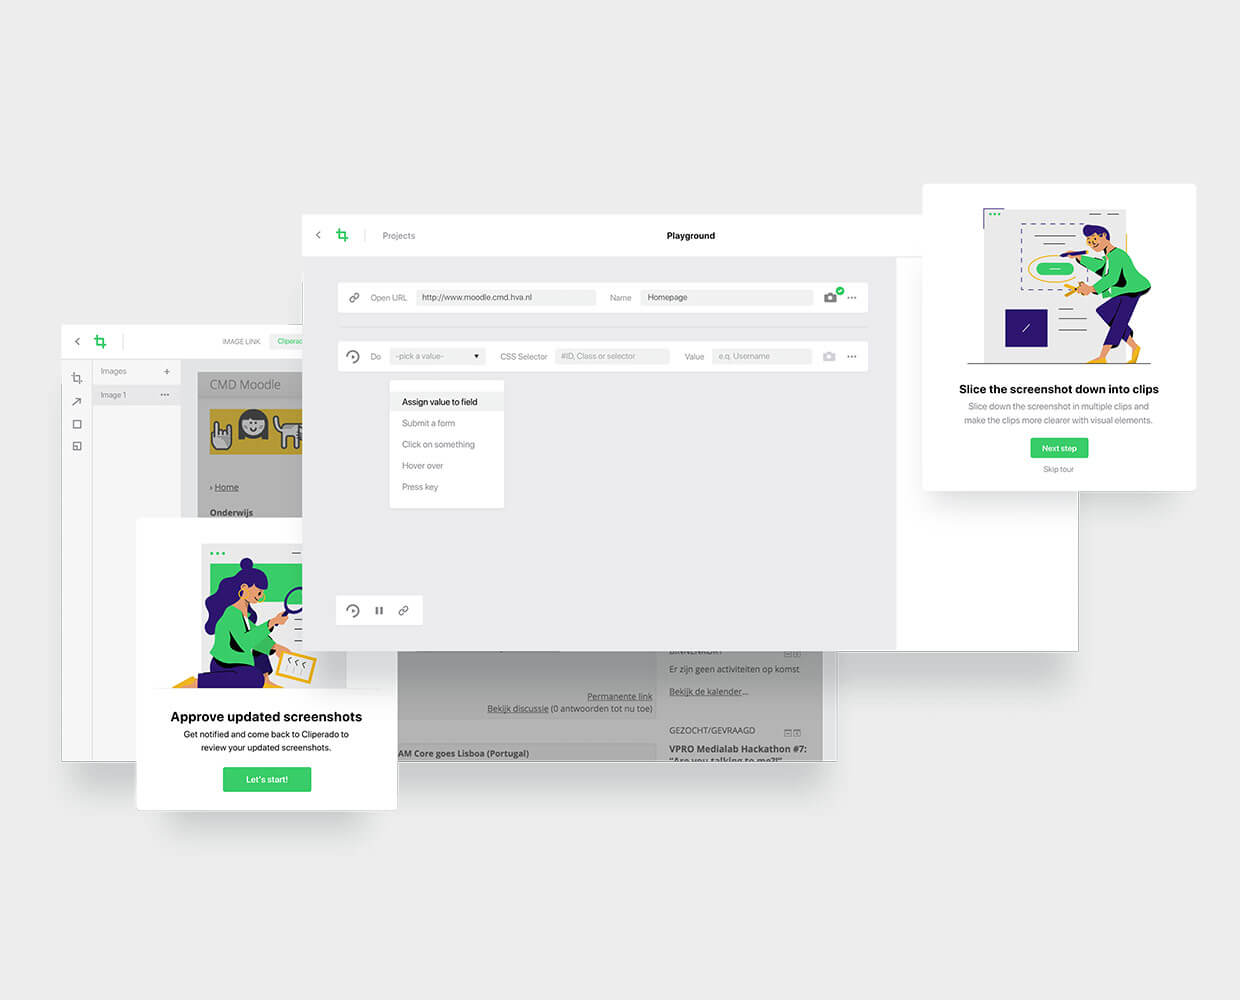 Projects
Playground
Open URL
http://www.moodle.cmd.hva.nl
Name
Homepage
Do
-pick a value-
CSS Selector
#ID, Class or selector
Value
e.q. Username
Assign value to field
Submit a form
Click on something
Hover over
Press key
Slice the screenshot down into clips
Slice down the screenshot in multiple clips and
make the clips more clearer with visual elements.
Next step
Skip tour
IMAGE LINK
Images
Image 1
CMD Moodle
Home
Onderwijs
Approve updated screenshots
Get notified and come back to Cliperado to
review your updated screenshots.
Let's start!
Permanente link
Bekijk discussie (0 antwoorden tot nu toe)
AM Core goes Lisboa (Portugal)
Er zijn geen activiteiten op komst
Bekijk de kalender...
GEZOCHT/GEVRAAGD
VPRO Medialab Hackathon #7:
"Are you talking to me?!"